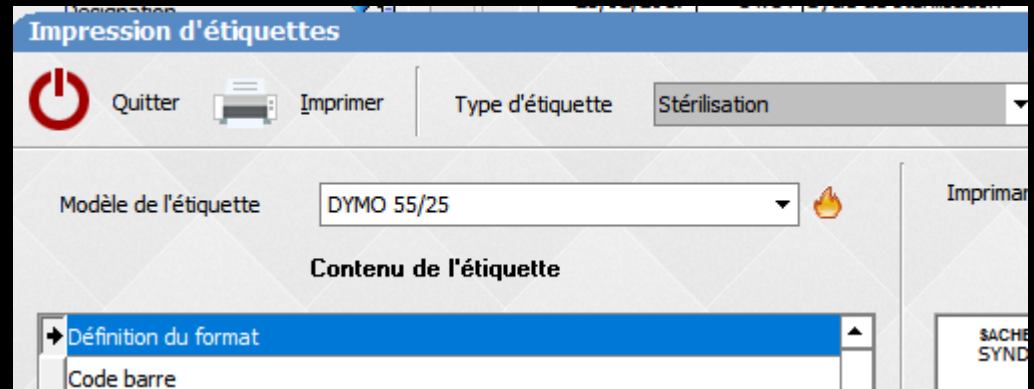 Désignation
Impression d'étiquettes
Quitter Imprimer Type d'étiquette Stérilisation
Modèle de l'étiquette DYMO 55/25
Contenu de l'étiquette
Définition du format
Code barre